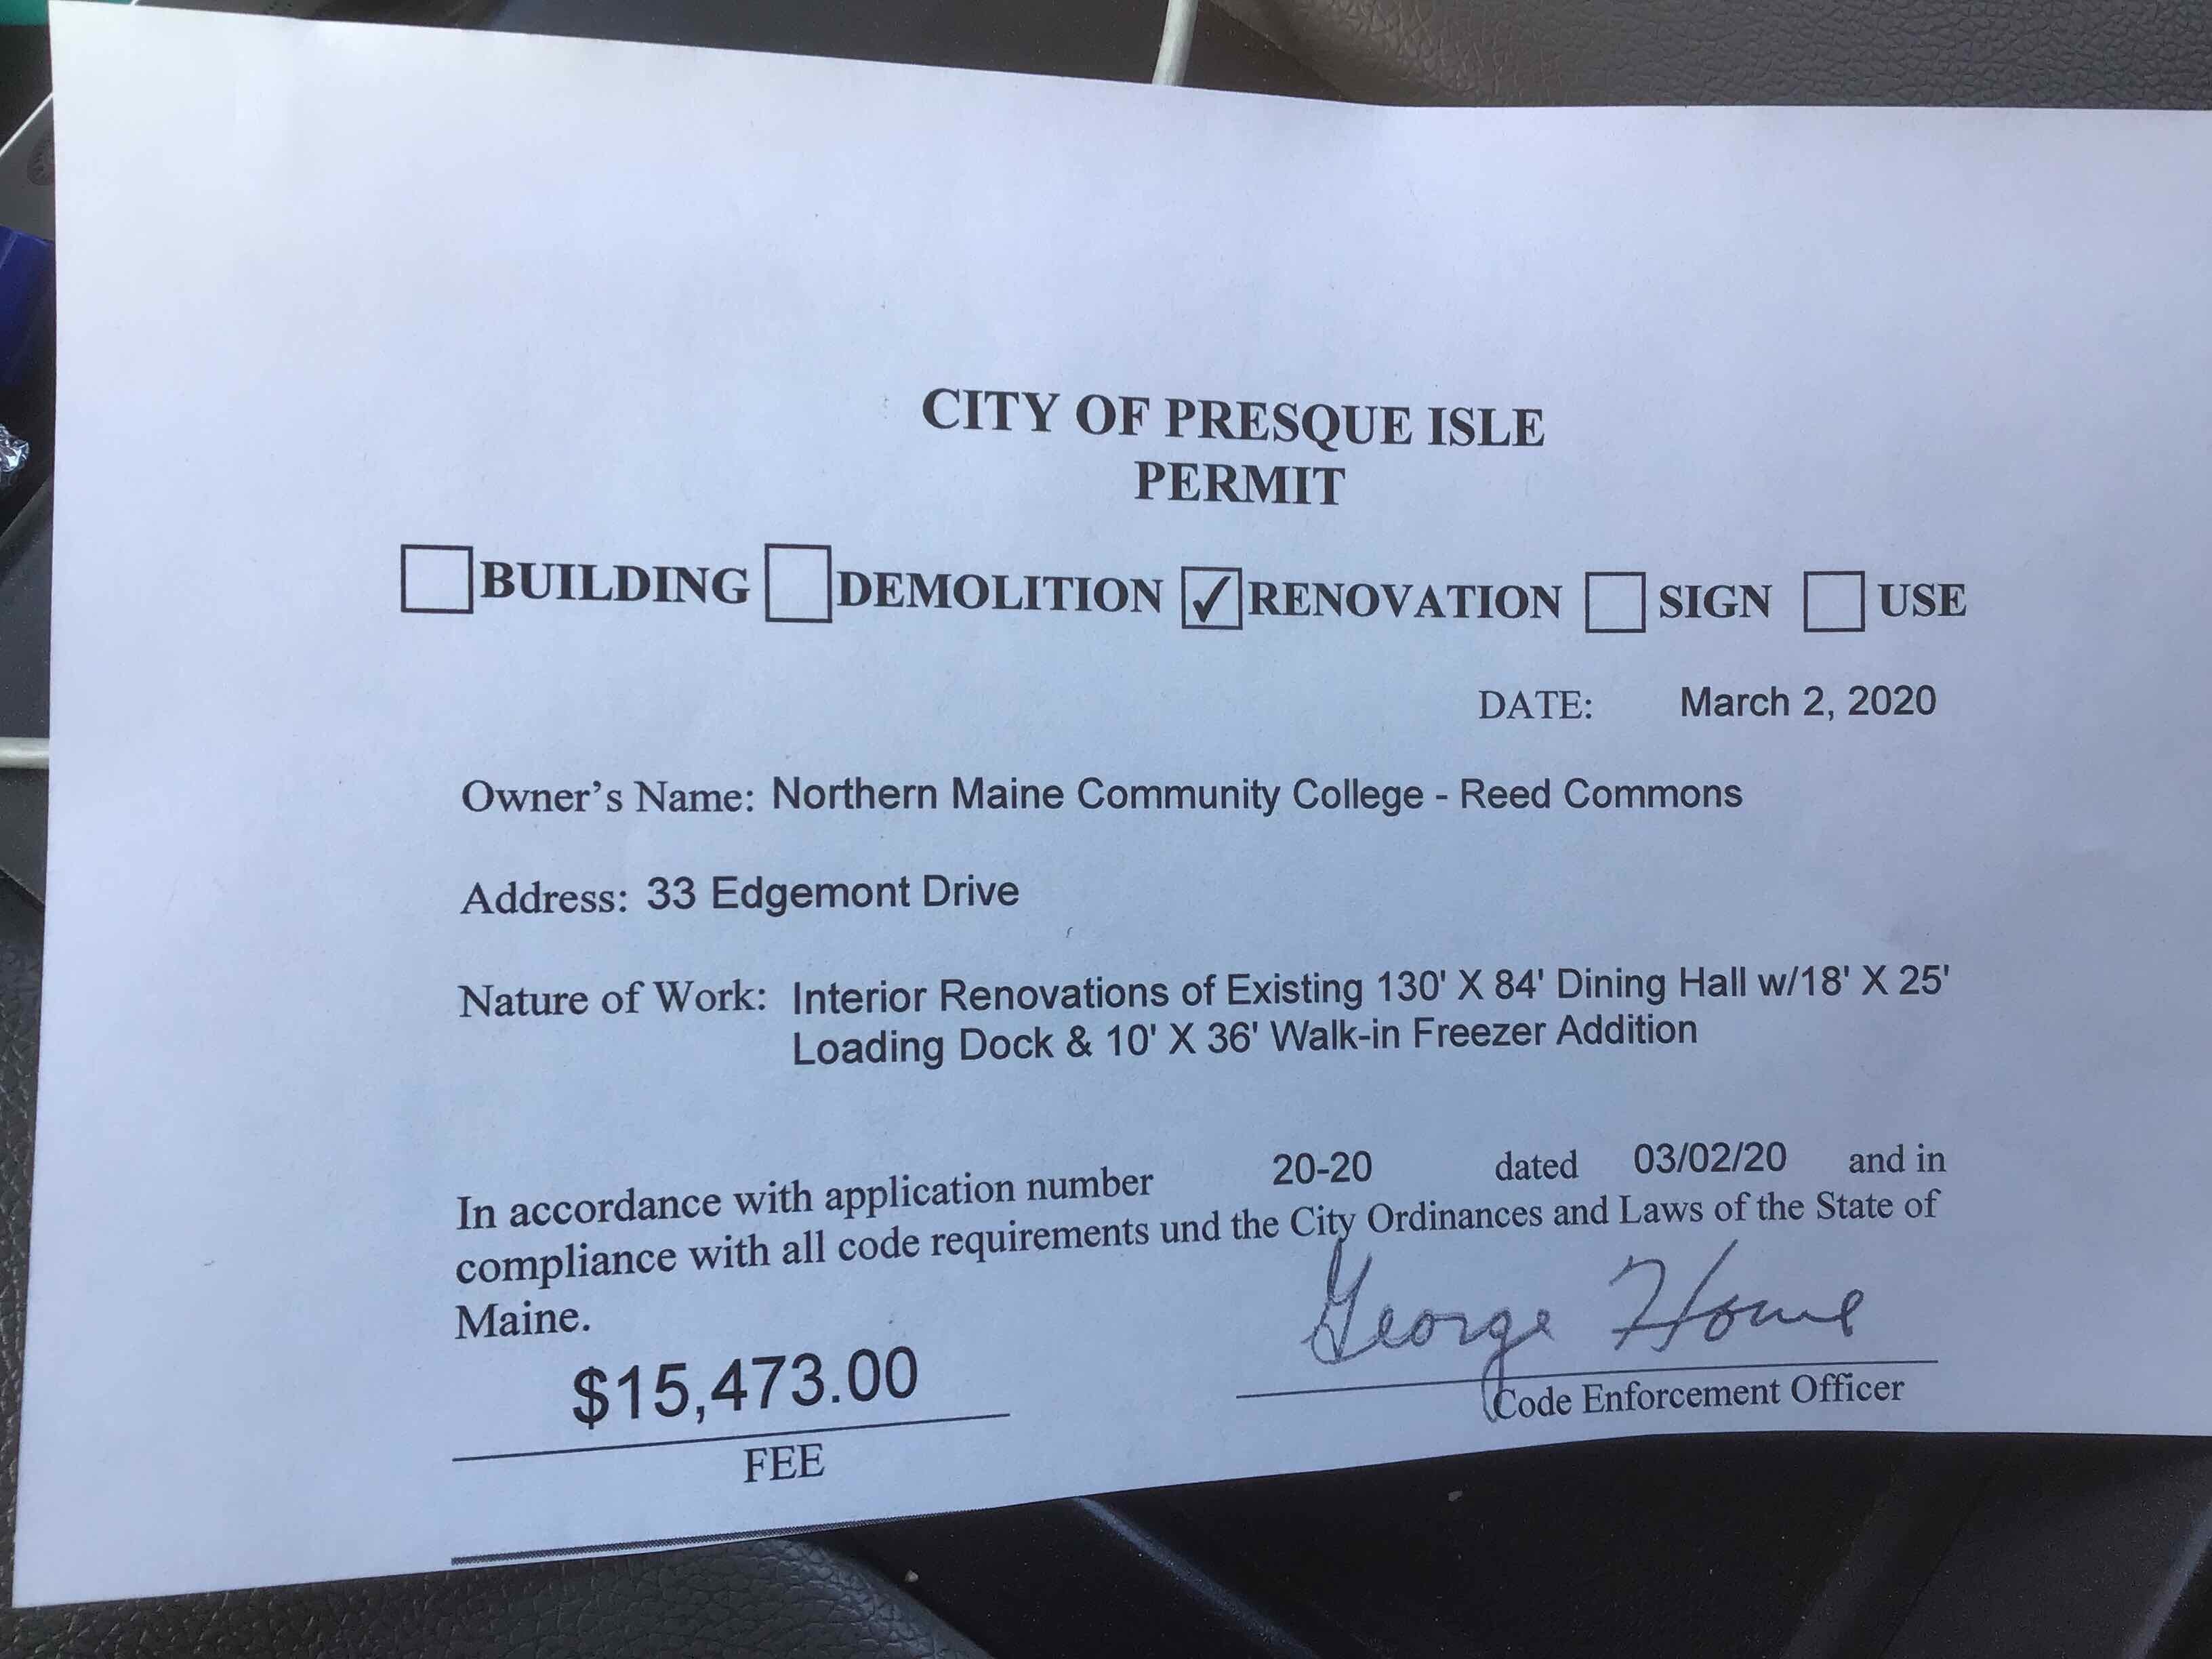 CITY OF PRESQUE ISLE
PERMIT
BUILDING DEMOLITION ✓ RENOVATION SIGN USE
DATE: March 2, 2020
Owner's Name: Northern Maine Community College - Reed Commons
Address: 33 Edgemont Drive
Nature of Work: Interior Renovations of Existing 130' X 84' Dining Hall w/18' X 25'
Loading Dock & 10' X 36' Walk-in Freezer Addition
In accordance with application number 20-20 dated 03/02/20 and in
compliance with all code requirements und the City Ordinances and Laws of the State of
Maine.
George
$15,473.00
Code Enforcement Officer
FEE